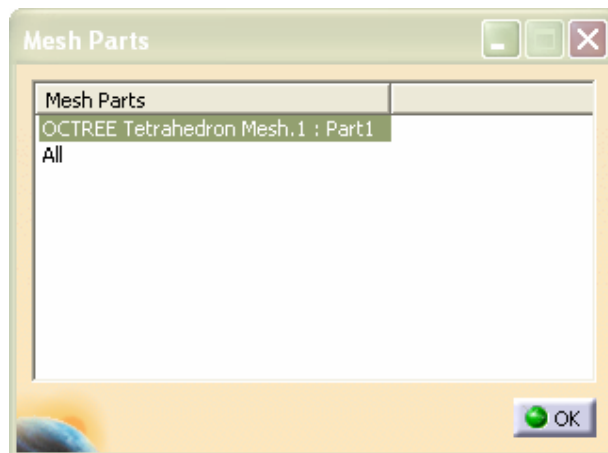 Mesh Parts
Mesh Parts
OCTREE Tetrahedron Mesh.1 : Part1
All
OK